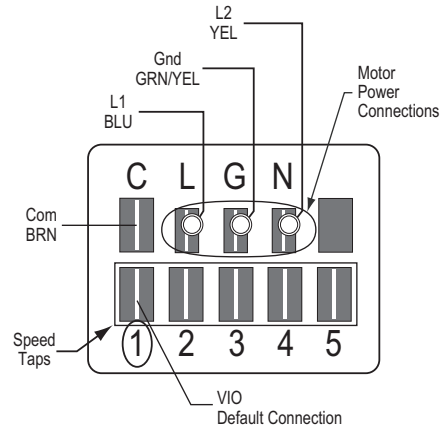 L2
YEL
Gnd
GRN/YEL
L1
BLU
Motor
Power
Connections
C L G N
Com
BRN
Speed
Taps
1 2 3 4 5
VIO
Default Connection